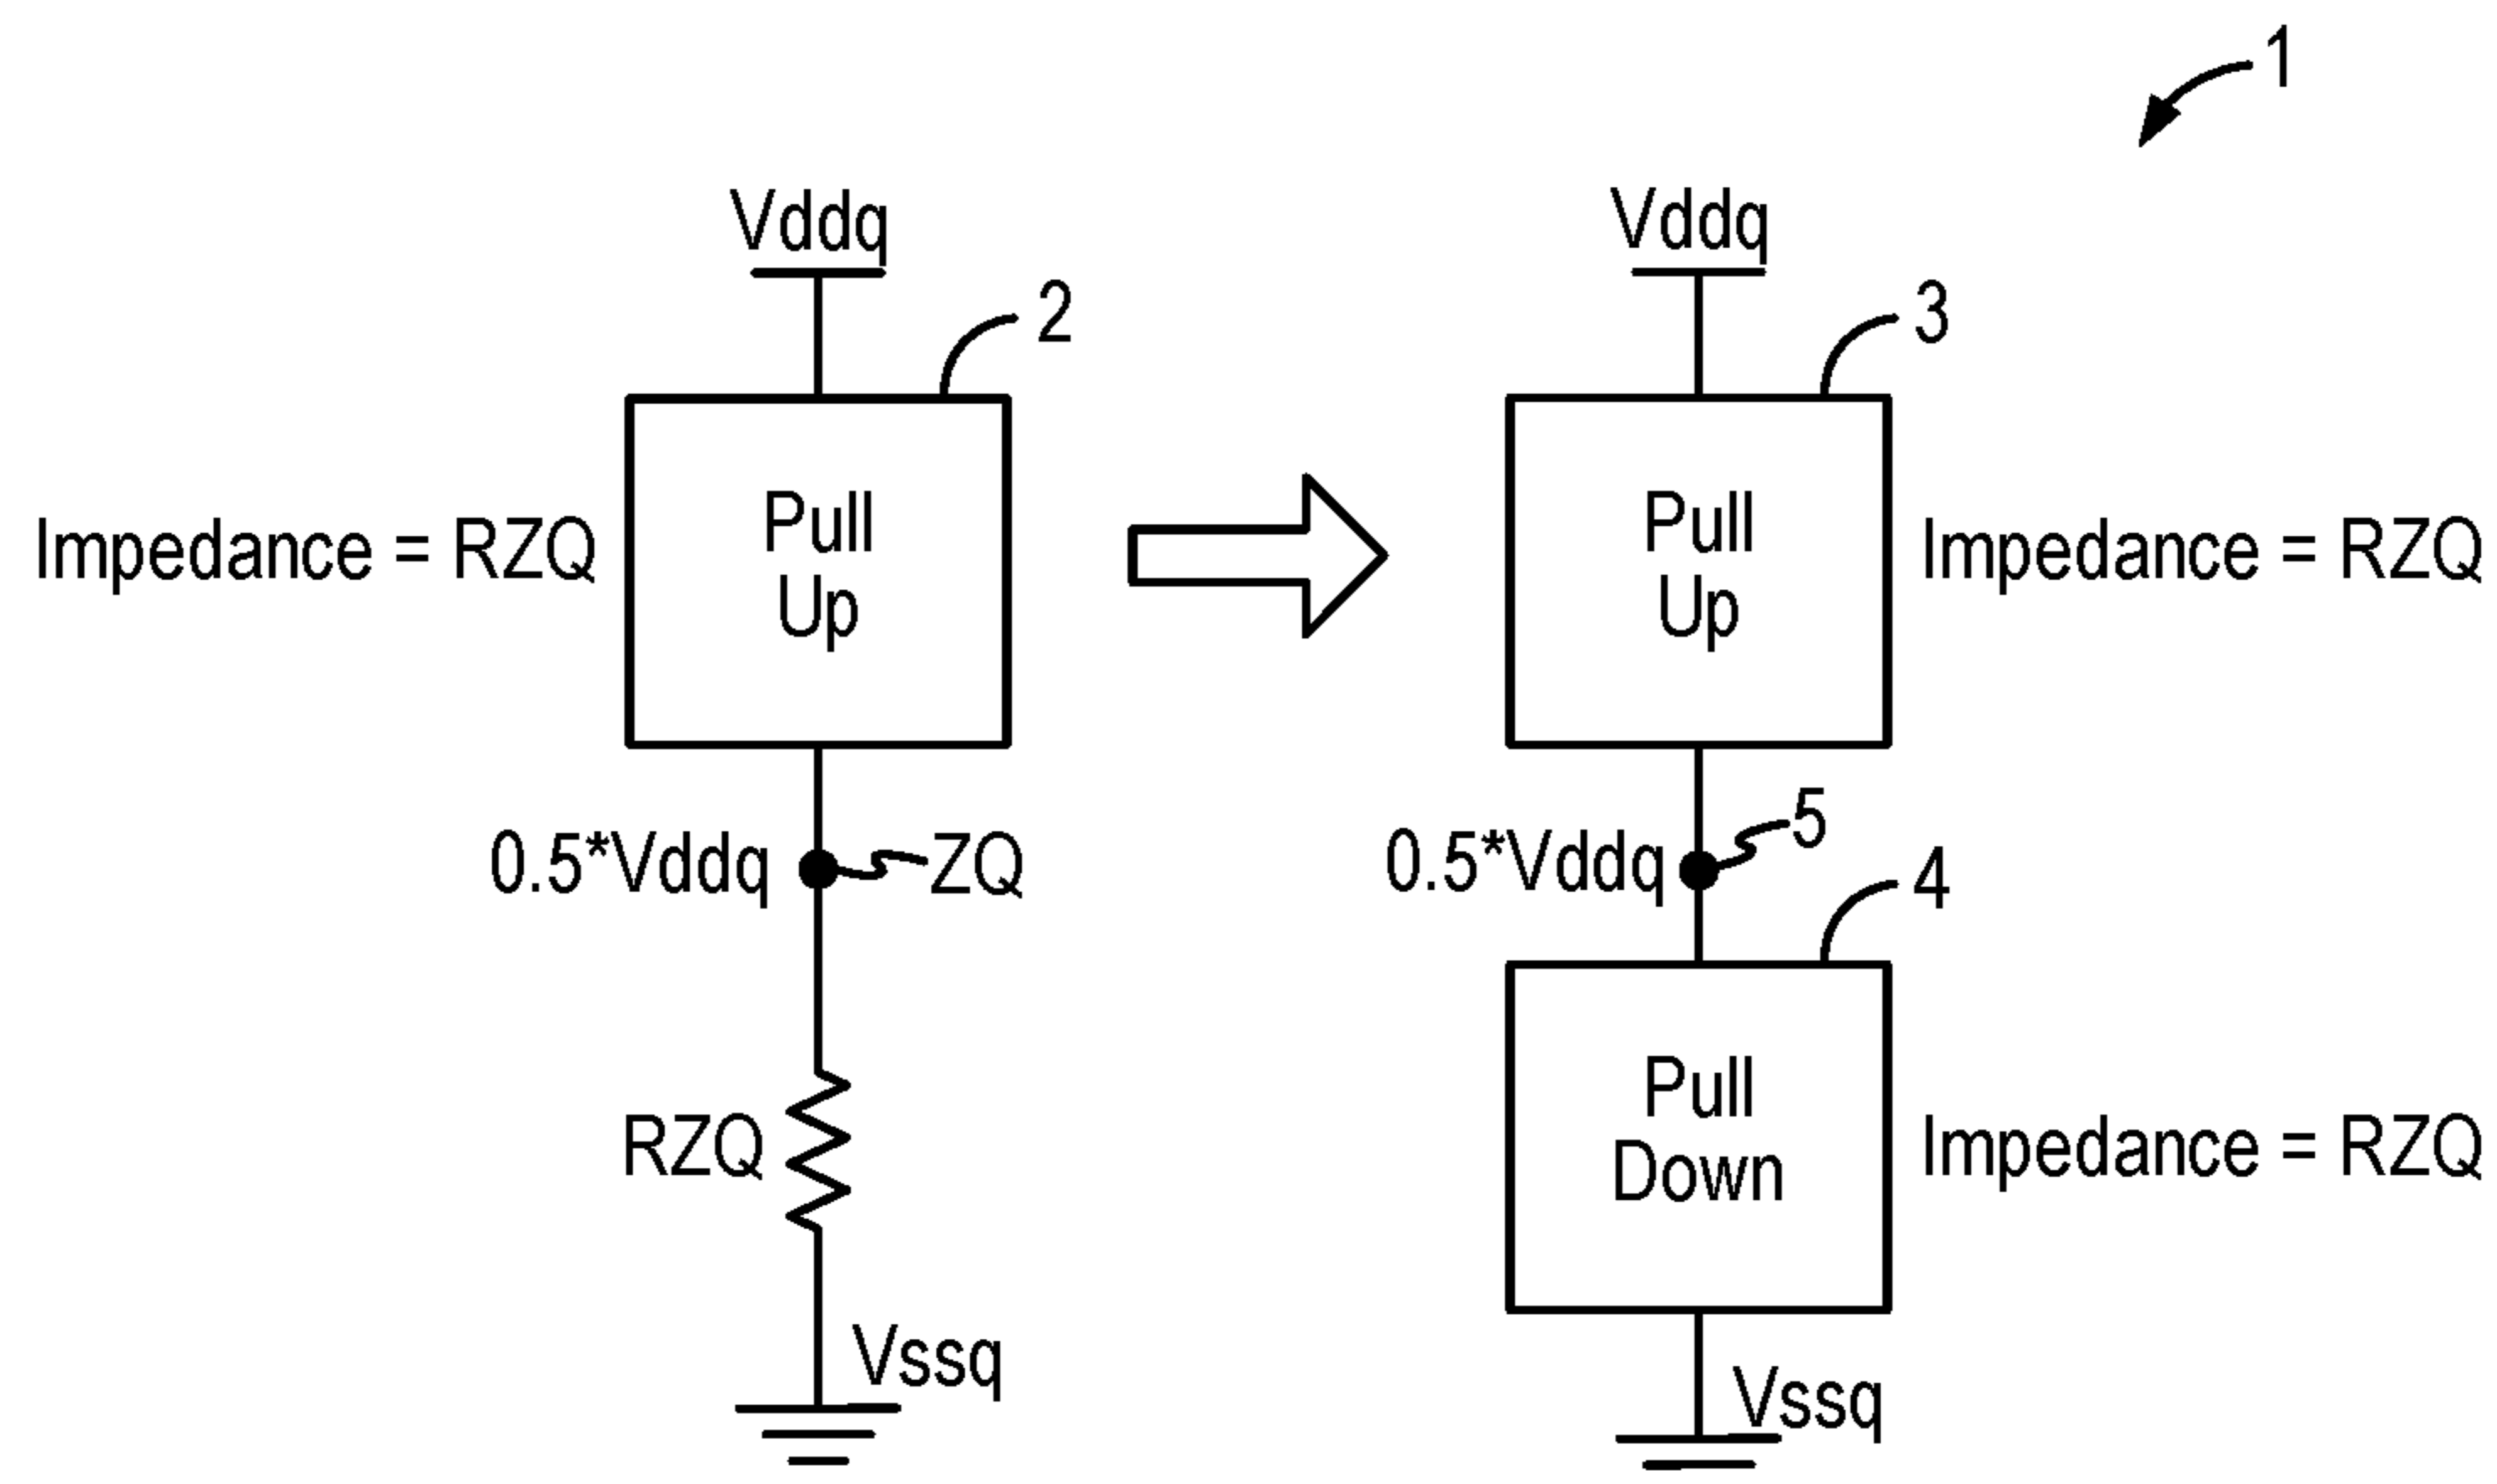 1
Vddq
2
Impedance = RZQ
Pull
Up
0.5*Vddq
ZQ
RZQ
Vssq
Vddq
3
Pull
Up
Impedance = RZQ
0.5*Vddq
5
4
Pull
Down
Impedance = RZQ
Vssq